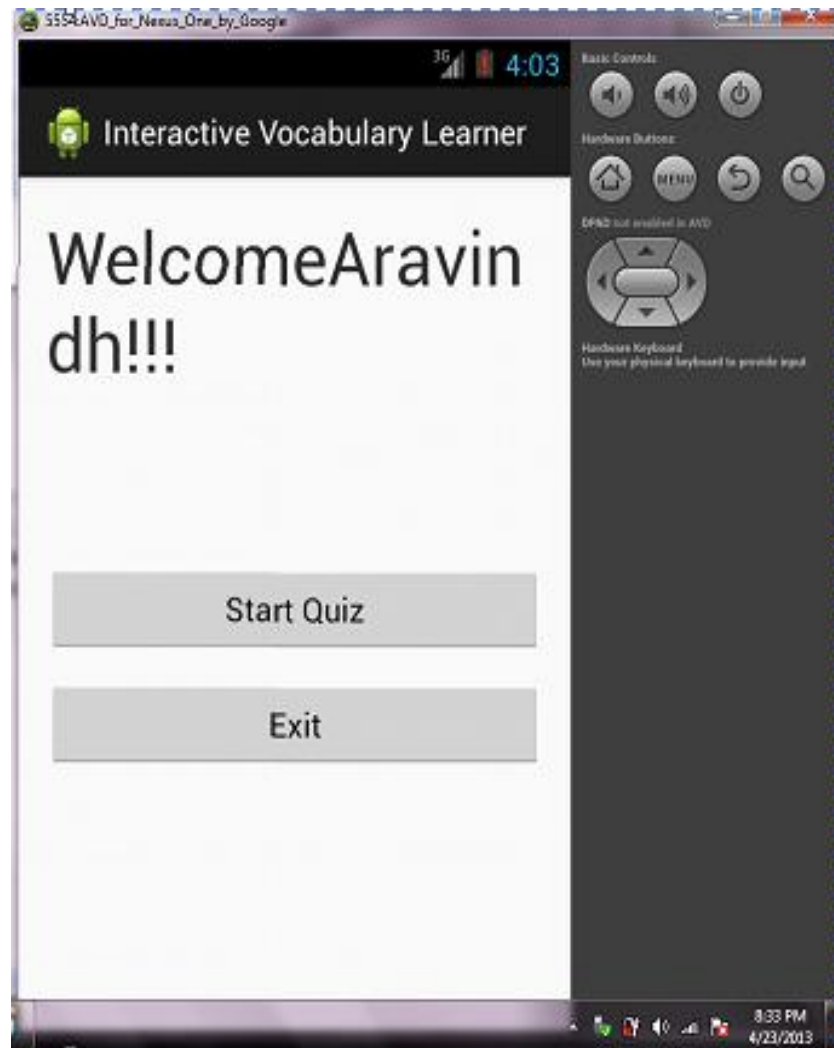 5554:AVD_for_Nexus_One_by_Google
3G 4:03
Interactive Vocabulary Learner
WelcomeAravin
dh!!!
Start Quiz
Exit
Basic Controls
Hardware Buttons
MENU
DPAD not enabled in AVD
Hardware Keyboard
Use your physical keyboard to provide input
8:33 PM
4/23/2013